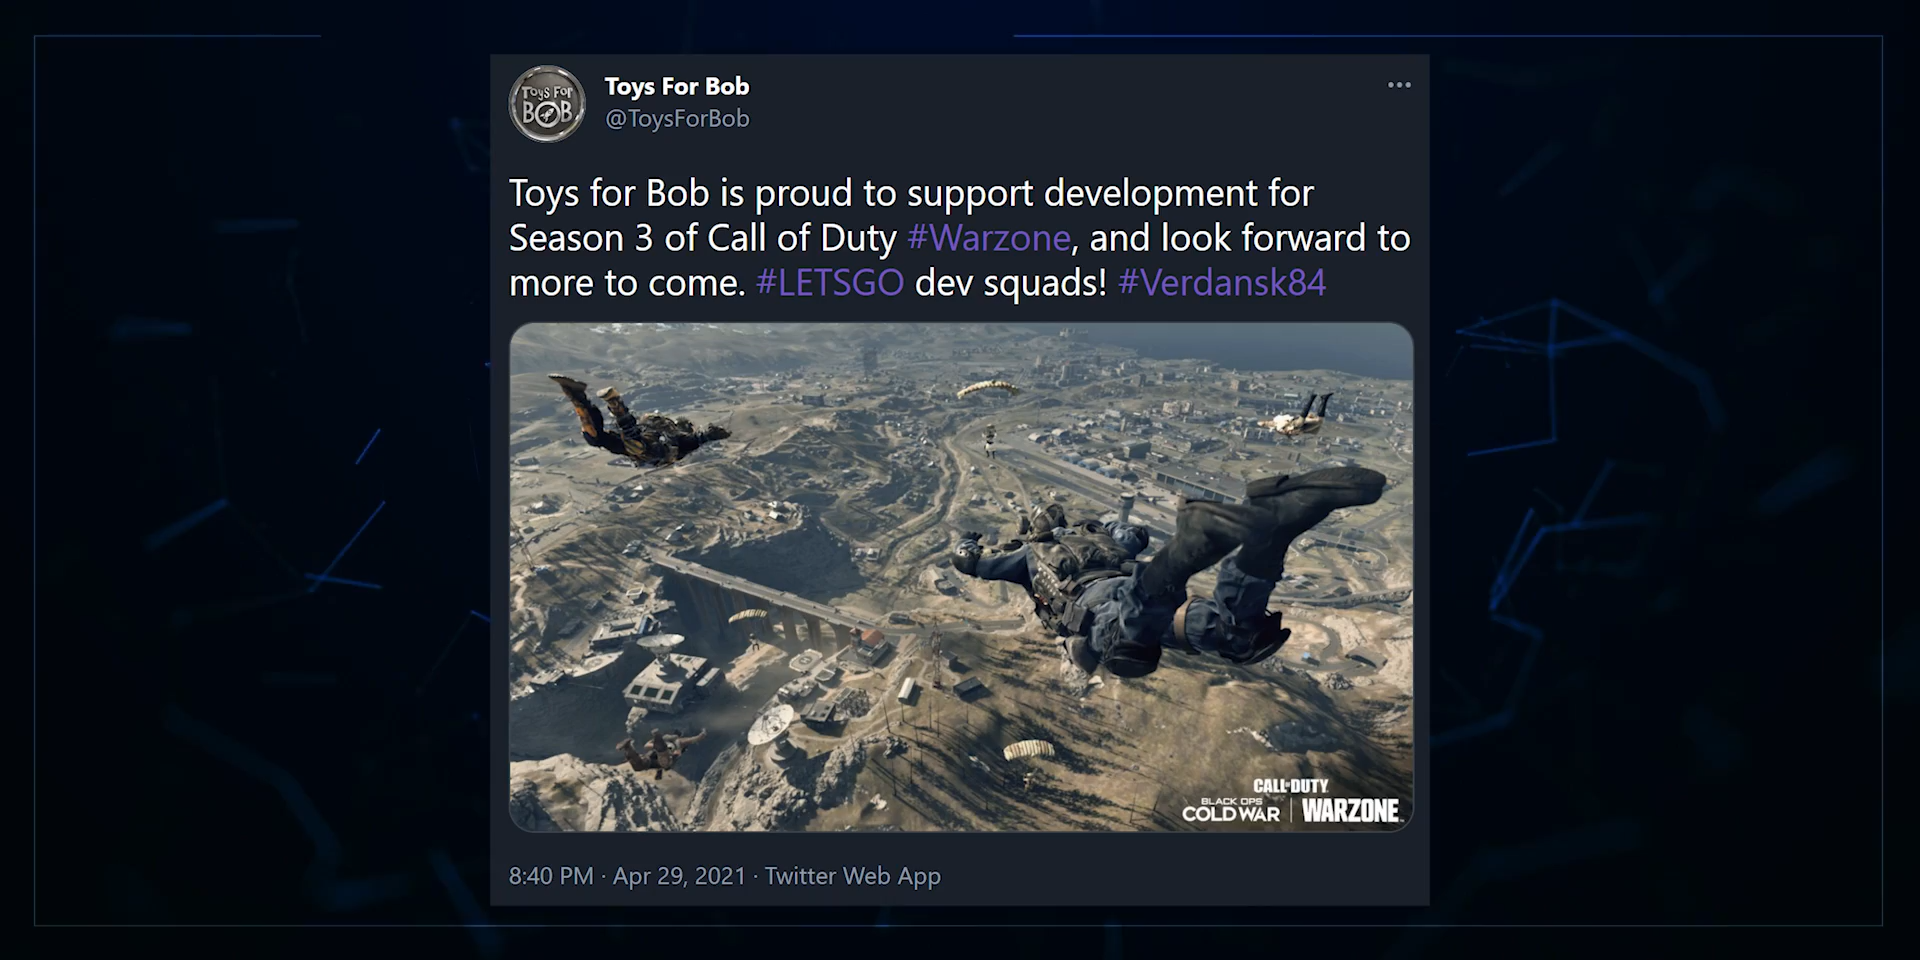 TOYS FOR
BOB
Toys For Bob
@ToysForBob
Toys for Bob is proud to support development for
Season 3 of Call of Duty #Warzone, and look forward to
more to come. #LETSGO dev squads! #Verdansk84
CALL OF DUTY
BLACK OPS
COLD WAR | WARZONE
8:40 PM · Apr 29, 2021 · Twitter Web App